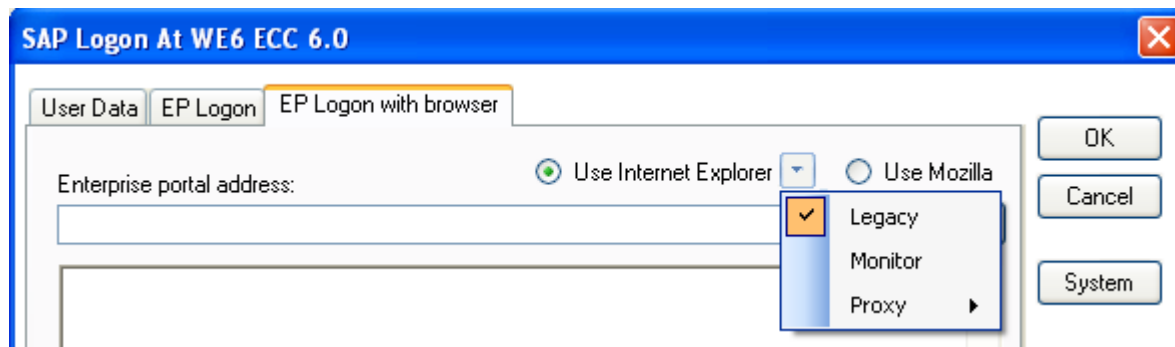 SAP Logon At WE6 ECC 6.0
User Data EP Logon EP Logon with browser
OK
Use Internet Explorer Use Mozilla
Enterprise portal address:
Cancel
Legacy
Monitor
System
Proxy